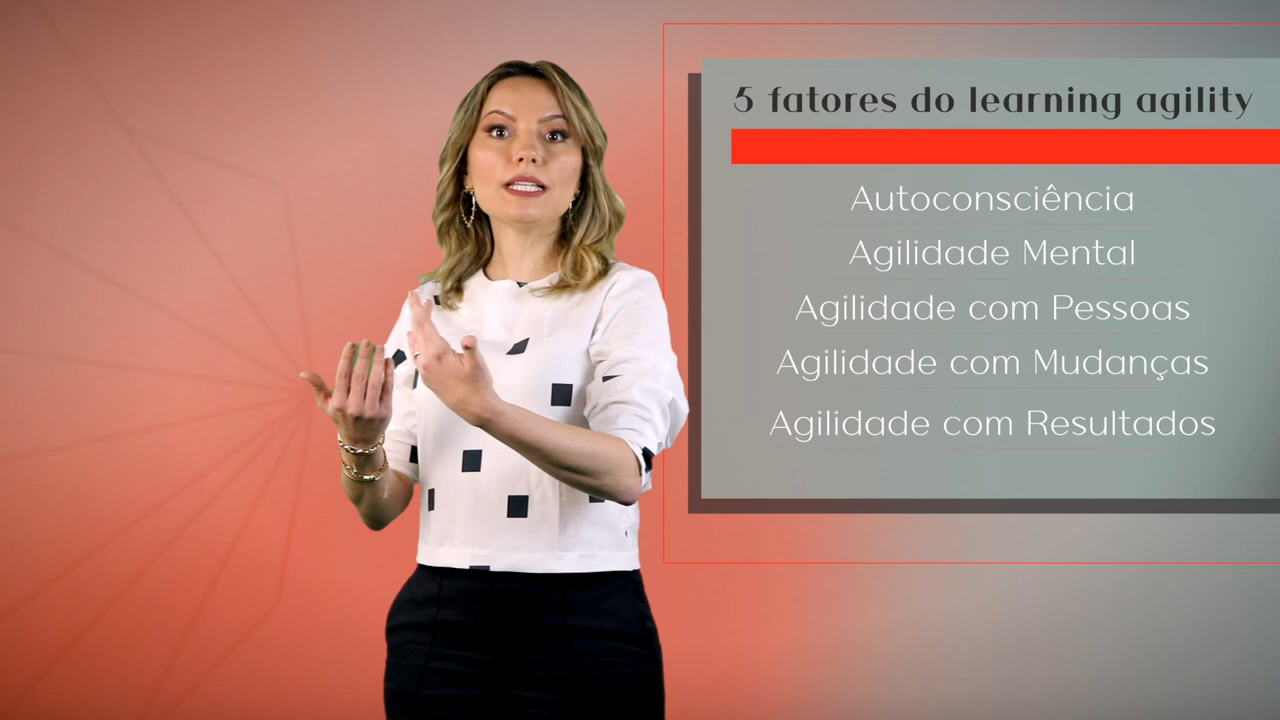 5 fatores do learning agility
Autoconsciência
Agilidade Mental
Agilidade com Pessoas
Agilidade com Mudanças
Agilidade com Resultados